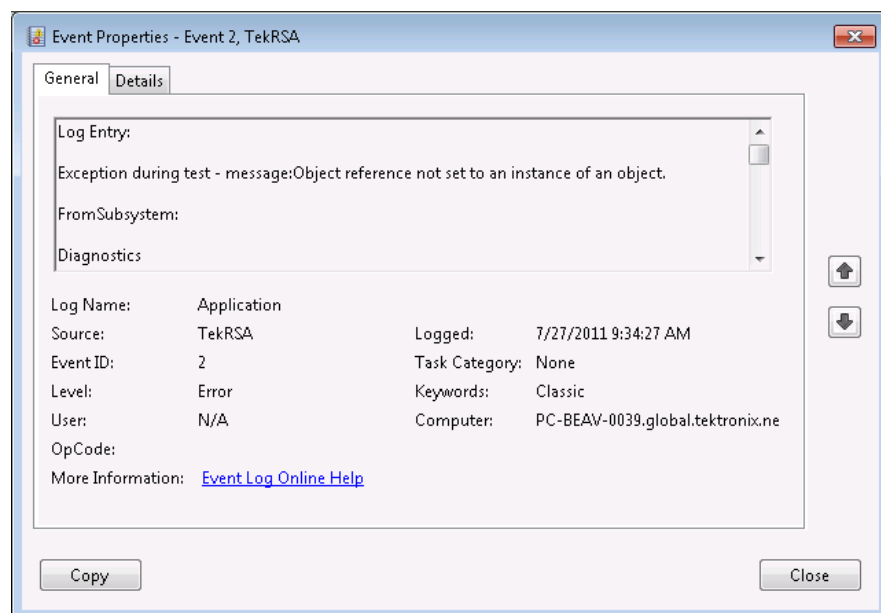 Event Properties - Event 2, TekRSA
General Details
Log Entry:
Exception during test - message:Object reference not set to an instance of an object.
FromSubsystem:
Diagnostics
Log Name: Application
Source: TekRSA Logged: 7/27/2011 9:34:27 AM
Event ID: 2 Task Category: None
Level: Error Keywords: Classic
User: N/A Computer: PC-BEAV-0039.global.tektronix.ne
OpCode:
More Information: Event Log Online Help
Copy Close